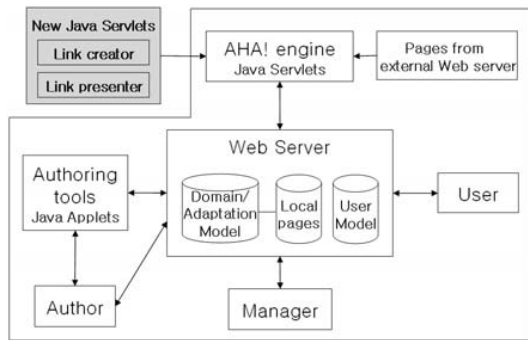 New Java Servlets
Link creator
Link presenter
AHA! engine
Java Servlets
Pages from
external Web server
Web Server
Domain/
Adaptation
Model
Local
pages
User
Model
Authoring
tools
Java Applets
User
Author
Manager